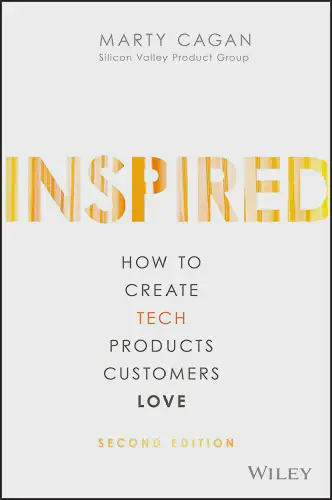 MARTY CAGAN
Silicon Valley Product Group
INSPIRED
HOW TO
CREATE
TECH
PRODUCTS
CUSTOMERS
LOVE
SECOND EDITION
WILEY